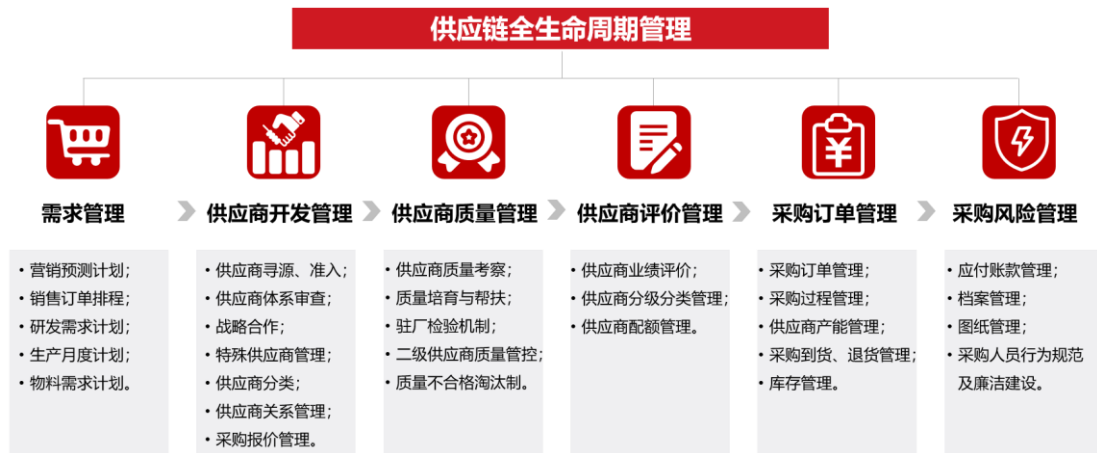 供应链全生命周期管理
¥
需求管理
供应商开发管理
供应商质量管理
供应商评价管理
采购订单管理
采购风险管理
• 营销预测计划；
• 销售订单排程；
• 研发需求计划；
• 生产月度计划；
• 物料需求计划。
• 供应商寻源、准入；
• 供应商体系审查；
• 战略合作；
• 特殊供应商管理；
• 供应商分类；
• 供应商关系管理；
• 采购报价管理。
• 供应商质量考察；
• 质量培育与帮扶；
• 驻厂检验机制；
• 二级供应商质量管控；
• 质量不合格淘汰制。
• 供应商业绩评价；
• 供应商分级分类管理；
• 供应商配额管理。
• 采购订单管理；
• 采购过程管理；
• 供应商产能管理；
• 采购到货、退货管理；
• 库存管理。
• 应付账款管理；
• 档案管理；
• 图纸管理；
• 采购人员行为规范
及廉洁建设。